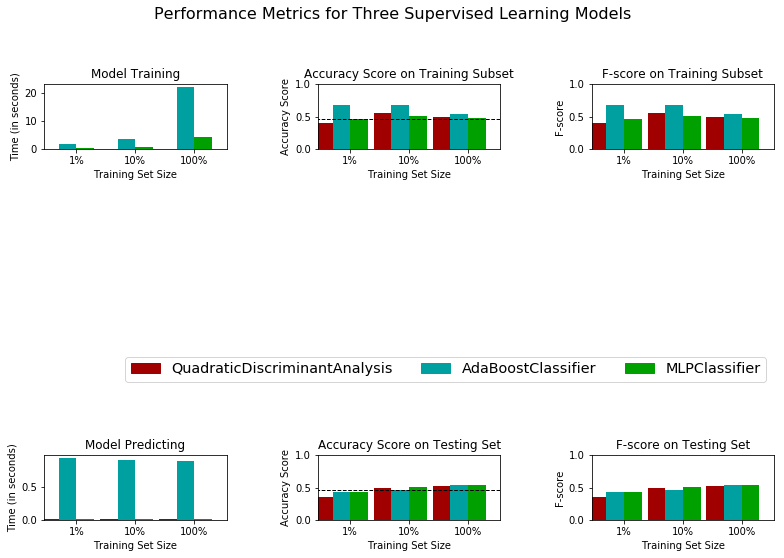 Performance Metrics for Three Supervised Learning Models
Model Training
Time (in seconds)
20
10
0
1% 10% 100%
Training Set Size
Accuracy Score on Training Subset
Accuracy Score
1.0
0.5
0.0
1% 10% 100%
Training Set Size
F-score on Training Subset
F-score
1.0
0.5
0.0
1% 10% 100%
Training Set Size
QuadraticDiscriminantAnalysis AdaBoostClassifier MLPClassifier
Model Predicting
Time (in seconds)
0.5
0.0
1% 10% 100%
Training Set Size
Accuracy Score on Testing Set
Accuracy Score
1.0
0.5
0.0
1% 10% 100%
Training Set Size
F-score on Testing Set
F-score
1.0
0.5
0.0
1% 10% 100%
Training Set Size